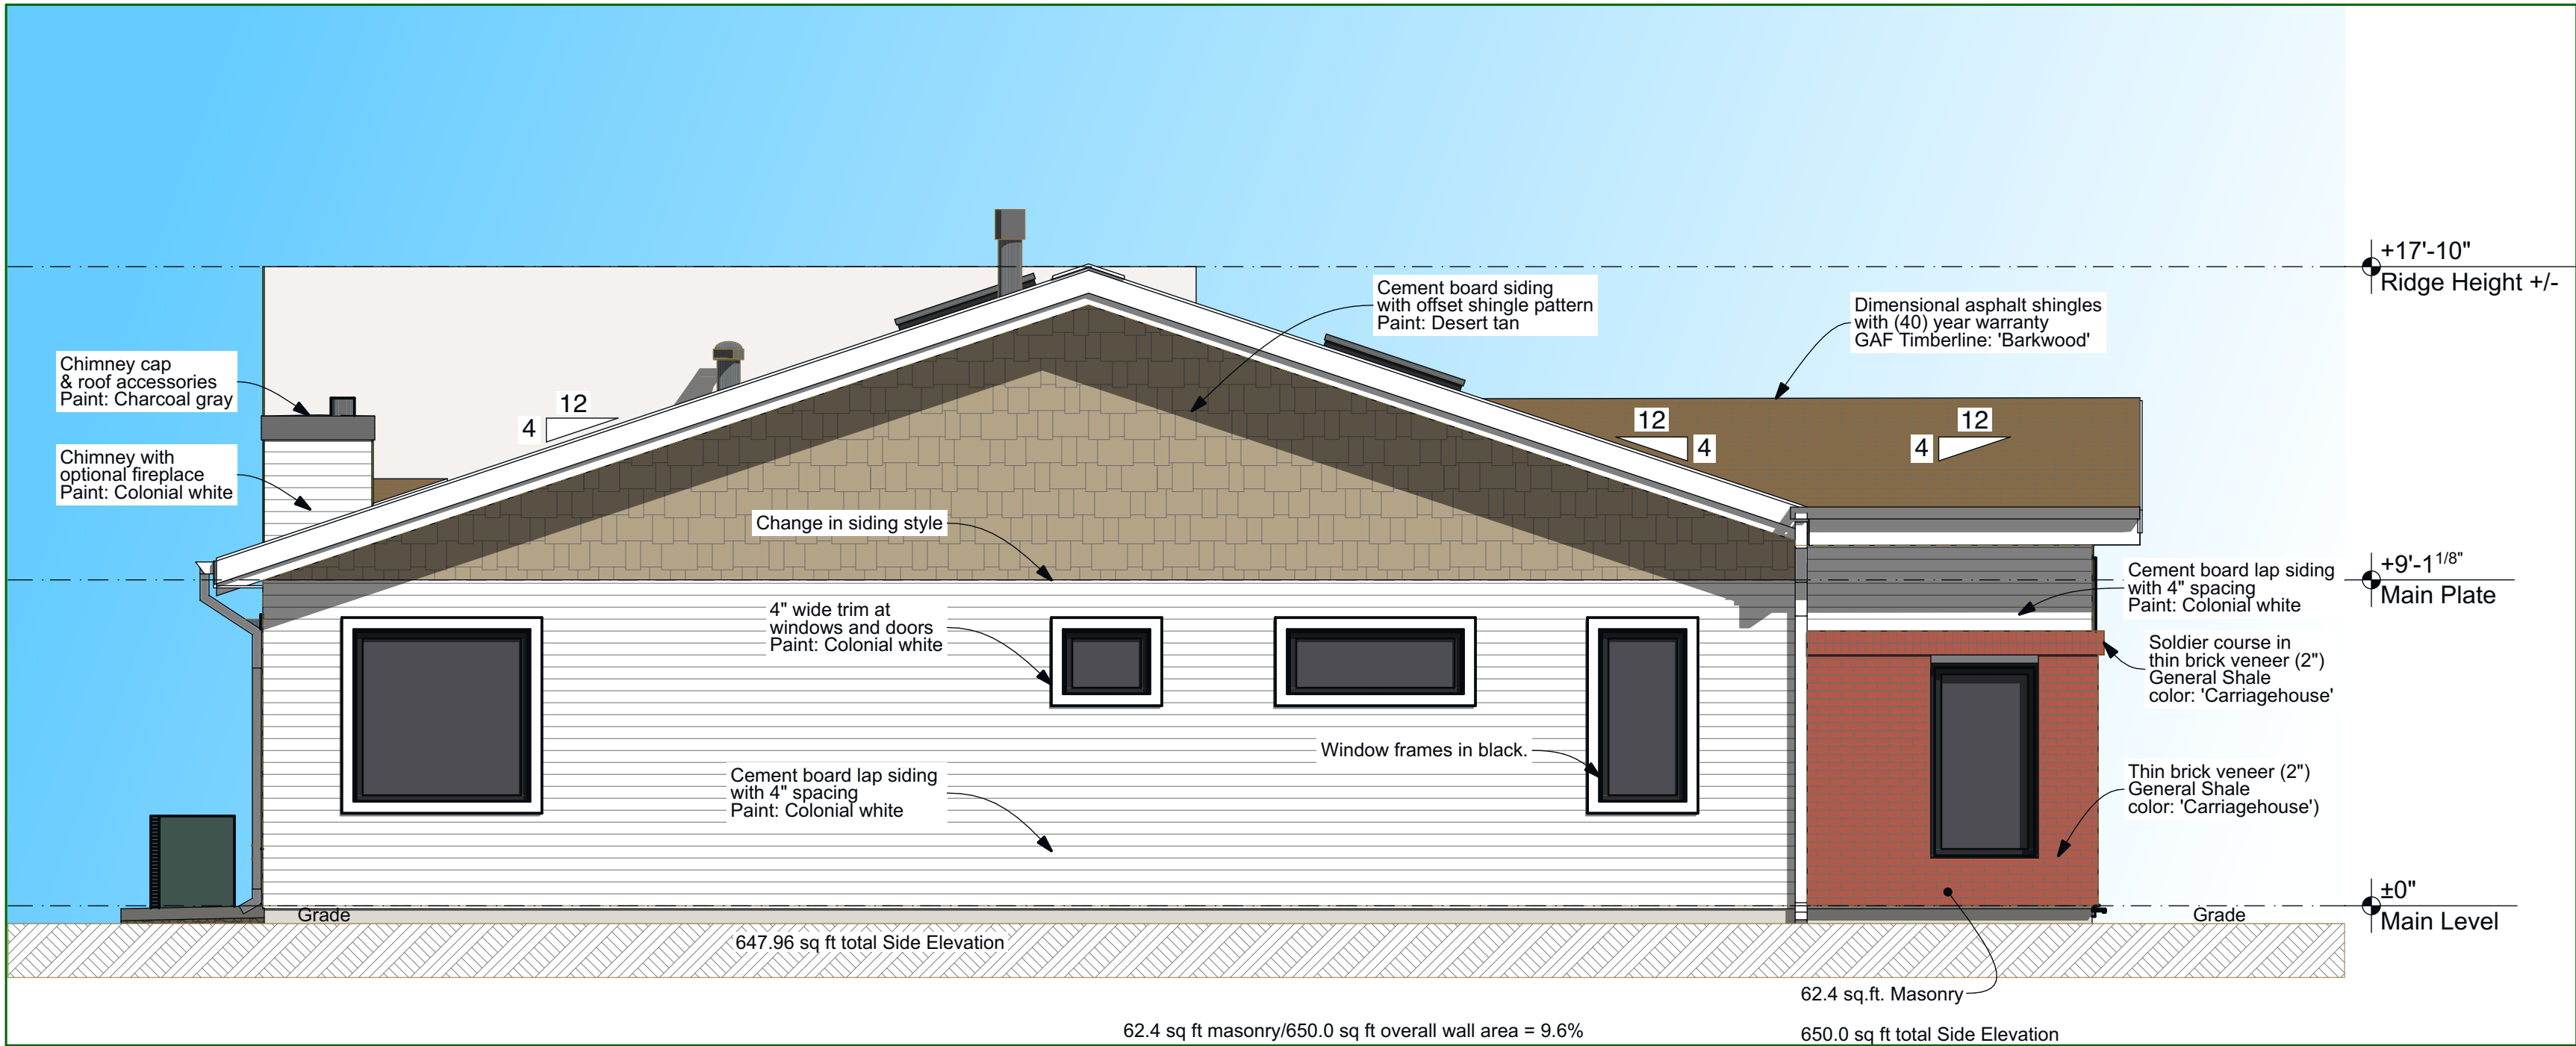 +17'-10"
Ridge Height +/-
Cement board siding
with offset shingle pattern
Paint: Desert tan
Dimensional asphalt shingles
with (40) year warranty
GAF Timberline: 'Barkwood'
Chimney cap
& roof accessories
Paint: Charcoal gray
12
4
12
4
12
4
Chimney with
optional fireplace
Paint: Colonial white
Change in siding style
+9'-1 1/8"
Main Plate
Cement board lap siding
with 4" spacing
Paint: Colonial white
4" wide trim at
windows and doors
Paint: Colonial white
Soldier course in
thin brick veneer (2")
General Shale
color: 'Carriagehouse'
Window frames in black.
Cement board lap siding
with 4" spacing
Paint: Colonial white
Thin brick veneer (2")
General Shale
color: 'Carriagehouse')
±0"
Main Level
Grade
Grade
647.96 sq ft total Side Elevation
62.4 sq.ft. Masonry
62.4 sq ft masonry/650.0 sq ft overall wall area = 9.6%
650.0 sq ft total Side Elevation